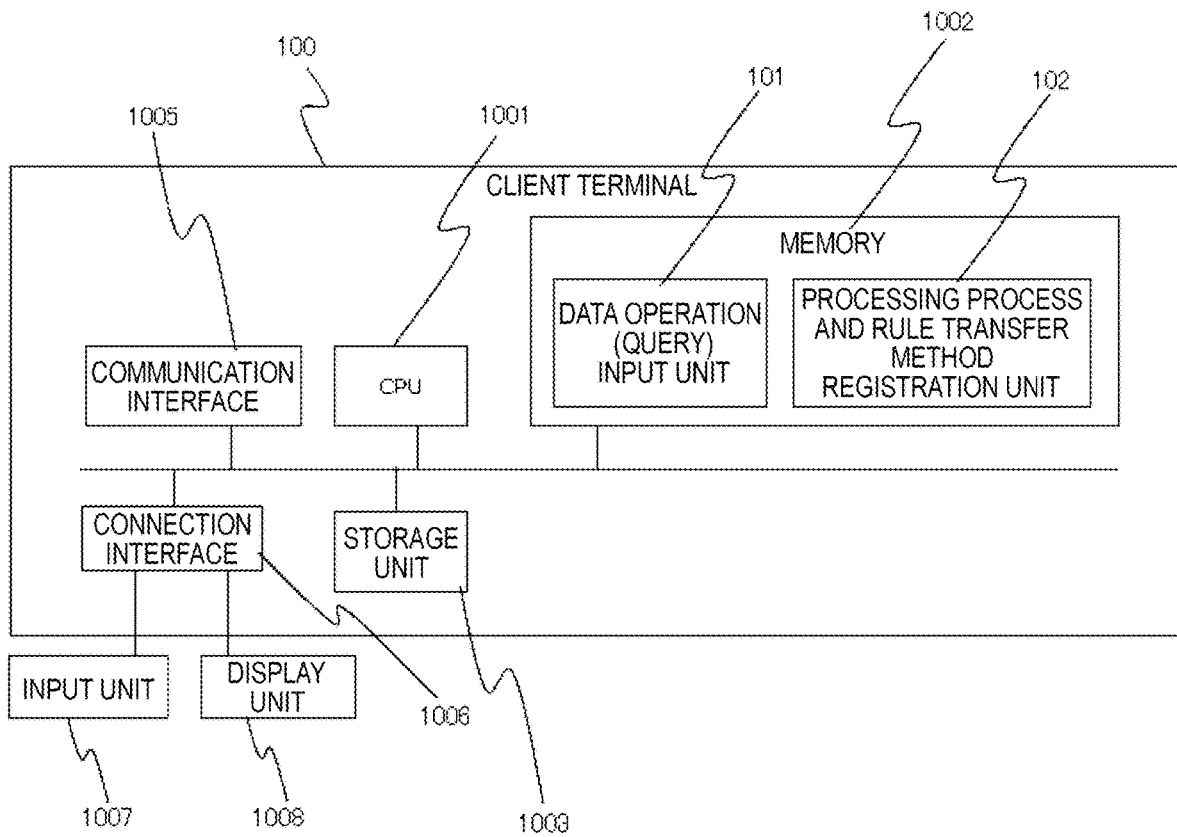 1002
100
101
102
1005
1001
CLIENT TERMINAL
MEMORY
DATA OPERATION
(QUERY)
INPUT UNIT
PROCESSING PROCESS
AND RULE TRANSFER
METHOD
REGISTRATION UNIT
COMMUNICATION
INTERFACE
CPU
CONNECTION
INTERFACE
STORAGE
UNIT
INPUT UNIT
DISPLAY
UNIT
1006
1007
1008
1003